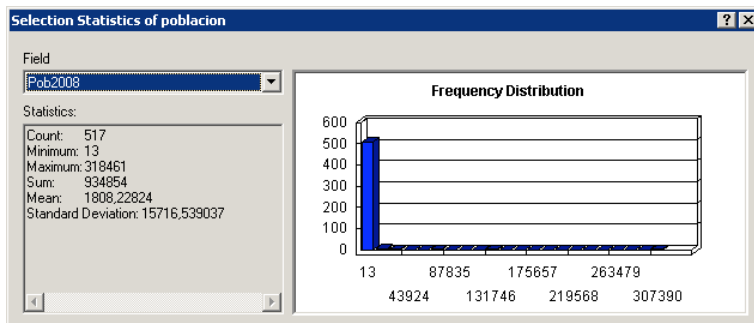 Selection Statistics of poblacion
Field
Pob2008
Statistics:
Count: 517
Minimum: 13
Maximum: 318461
Sum: 934854
Mean: 1808,22824
Standard Deviation: 15716,539037
Frequency Distribution
600
500
400
300
200
100
0
13 87835 175657 263479
43924 131746 219568 307390